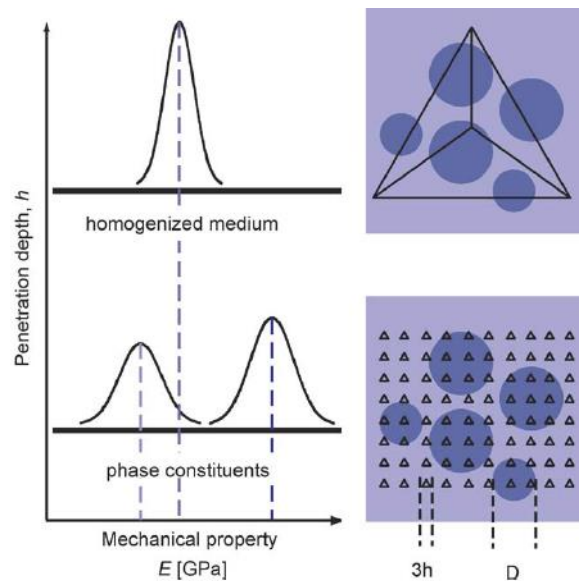 Penetration depth, h
homogenized medium
phase constituents
Mechanical property
E [GPa]
3h
D